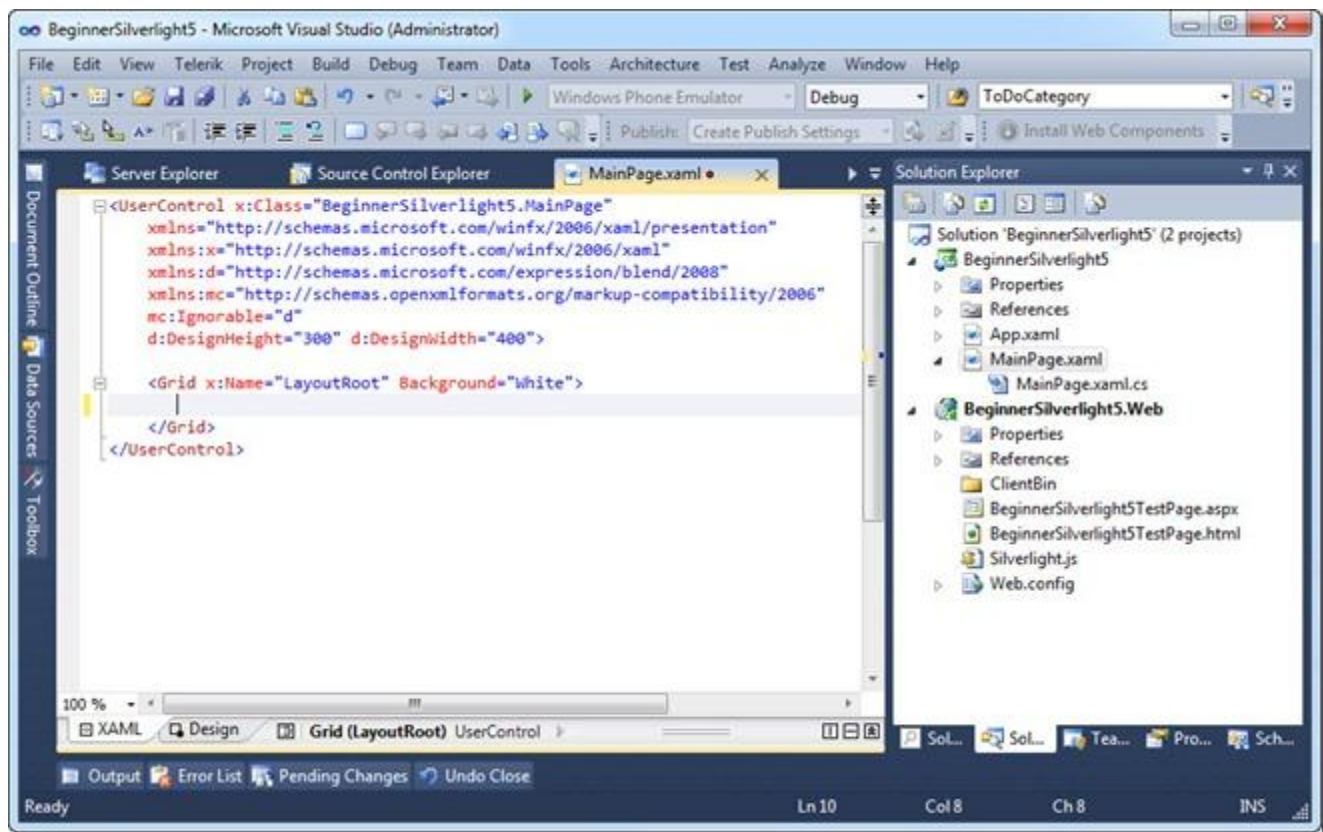 BeginnerSilverlight5 - Microsoft Visual Studio (Administrator)
File Edit View Telerik Project Build Debug Team Data Tools Architecture Test Analyze Window Help
Windows Phone Emulator Debug ToDoCategory
Publish: Create Publish Settings Install Web Components
Document Outline
Data Sources
Toolbox
Server Explorer Source Control Explorer MainPage.xaml
<UserControl x:Class="BeginnerSilverlight5.MainPage"
xmlns="http://schemas.microsoft.com/winfx/2006/xaml/presentation"
xmlns:x="http://schemas.microsoft.com/winfx/2006/xaml"
xmlns:d="http://schemas.microsoft.com/expression/blend/2008"
xmlns:mc="http://schemas.openxmlformats.org/markup-compatibility/2006"
mc:Ignorable="d"
d:DesignHeight="300" d:DesignWidth="400">
<Grid x:Name="LayoutRoot" Background="White">
</Grid>
</UserControl>
100 %
XAML Design Grid (LayoutRoot) UserControl
Solution Explorer
Solution 'BeginnerSilverlight5' (2 projects)
BeginnerSilverlight5
Properties
References
App.xaml
MainPage.xaml
MainPage.xaml.cs
BeginnerSilverlight5.Web
Properties
References
ClientBin
BeginnerSilverlight5TestPage.aspx
BeginnerSilverlight5TestPage.html
Silverlight.js
Web.config
Sol... Sol... Tea... Pro... Sch...
Output Error List Pending Changes Undo Close
Ready Ln 10 Col 8 Ch 8 INS